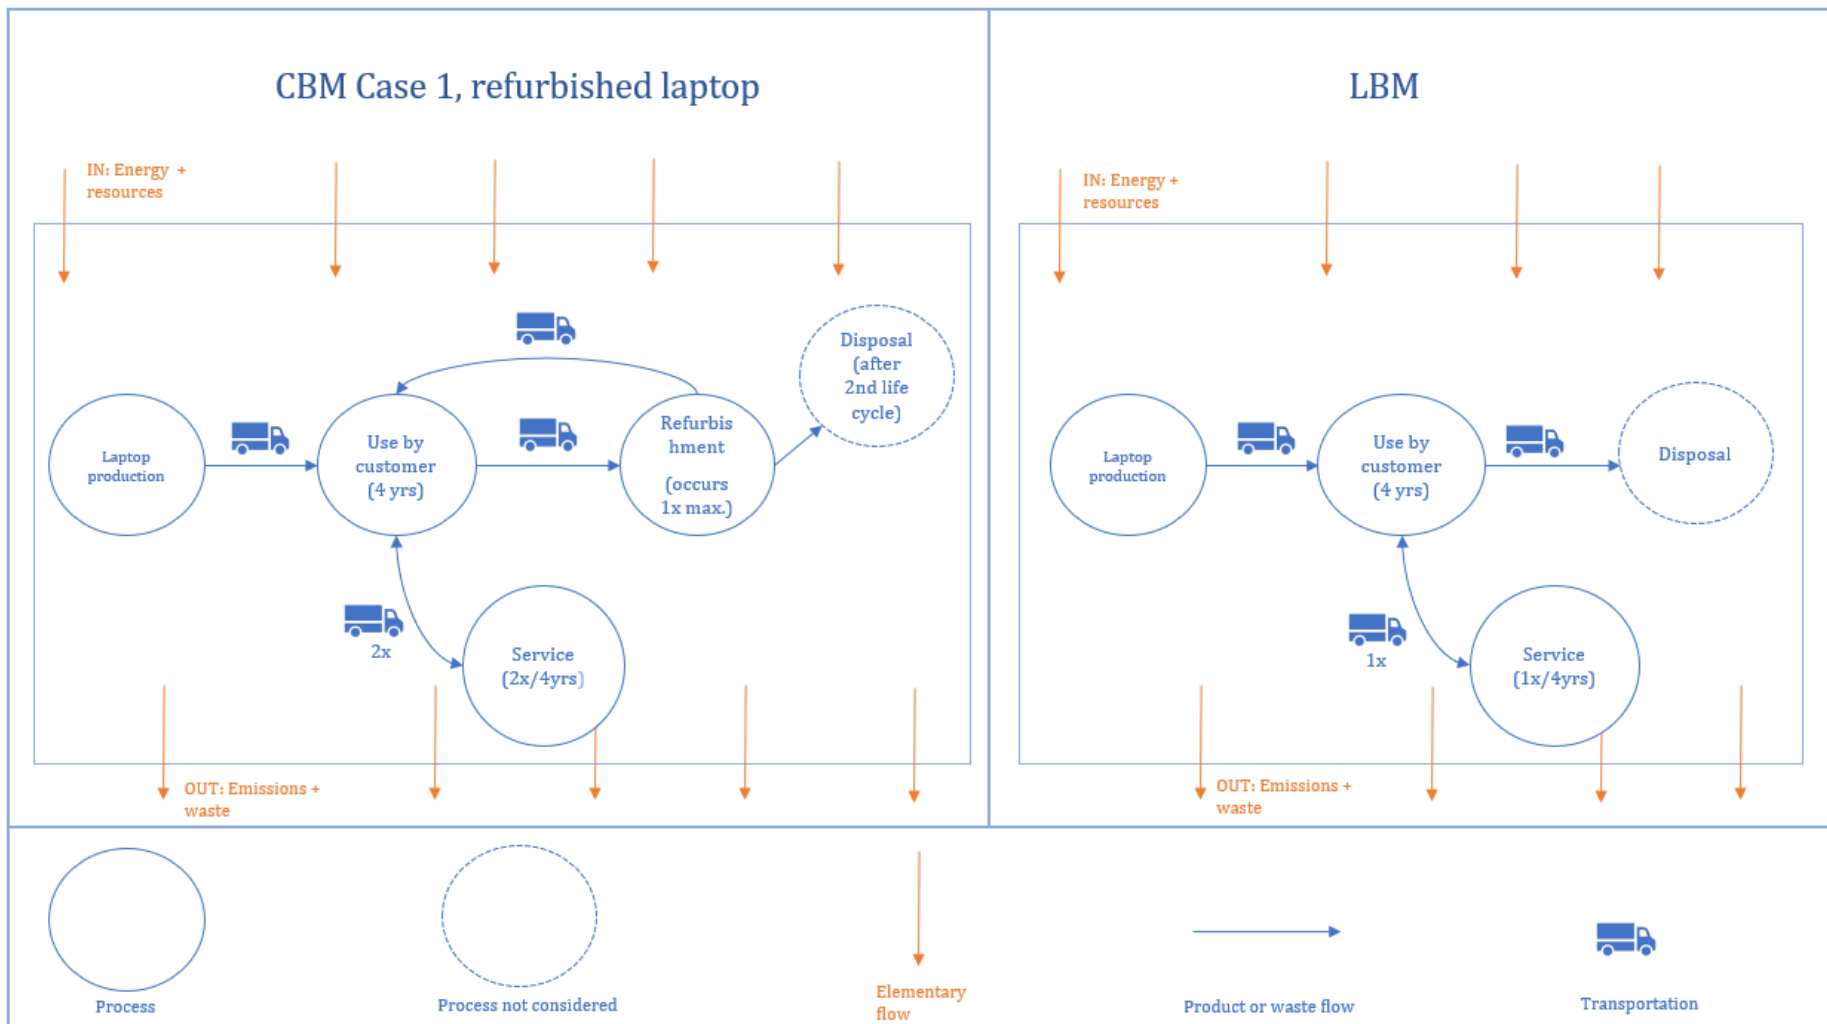 CBM Case 1, refurbished laptop
IN: Energy +
resources
Disposal
(after
2nd life
cycle)
Laptop
production
Use by
customer
(4 yrs)
Refurbis
hment
(occurs
1x max.)
2x
Service
(2x/4yrs)
OUT: Emissions +
waste
LBM
IN: Energy +
resources
Laptop
production
Use by
customer
(4 yrs)
Disposal
1x
Service
(1x/4yrs)
OUT: Emissions +
waste
Process
Process not considered
Elementary
flow
Product or waste flow
Transportation